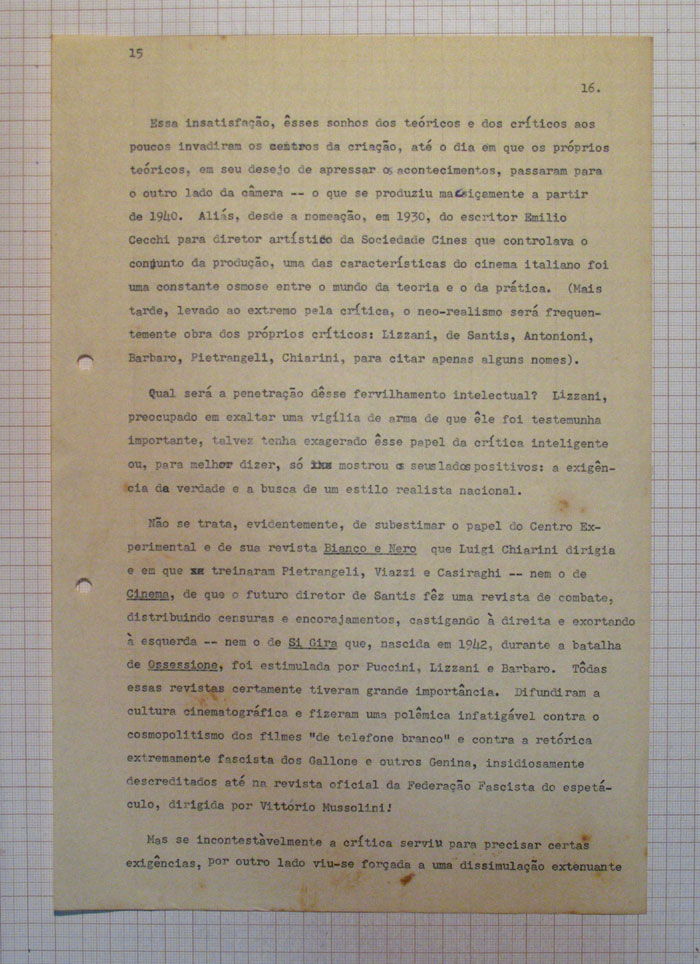 15
16.
Essa insatisfação, êsses sonhos dos teóricos e dos críticos aos
poucos invadiram os centros da criação, até o dia em que os próprios
teóricos, em seu desejo de apressar os acontecimentos, passaram para
o outro lado da câmera -- o que se produziu maciçamente a partir
de 1940. Aliás, desde a nomeação, em 1930, do escritor Emilio
Cecchi para diretor artístico da Sociedade Cines que controlava o
conjunto da produção, uma das características do cinema italiano foi
uma constante osmose entre o mundo da teoria e o da prática. (Mais
tarde, levado ao extremo pela crítica, o neo-realismo será frequen-
temente obra dos próprios críticos: Lizzani, de Santis, Antonioni,
Barbaro, Pietrangeli, Chiarini, para citar apenas alguns nomes).
Qual será a penetração dêsse fervilhamento intelectual? Lizzani,
preocupado em exaltar uma vigília de arma de que êle foi testemunha
importante, talvez tenha exagerado êsse papel da crítica inteligente
ou, para melhor dizer, só mostrou os seus lados positivos: a exigên-
cia da verdade e a busca de um estilo realista nacional.
Não se trata, evidentemente, de subestimar o papel do Centro Ex-
perimental e de sua revista Bianco e Nero que Luigi Chiarini dirigia
e em que treinaram Pietrangeli, Viazzi e Casiraghi -- nem o de
Cinema, de que o futuro diretor de Santis fêz uma revista de combate,
distribuindo censuras e encorajamentos, castigando à direita e exortando
à esquerda -- nem o de Si Gira que, nascida em 1942, durante a batalha
de Ossessione, foi estimulada por Puccini, Lizzani e Barbaro. Tôdas
essas revistas certamente tiveram grande importância. Difundiram a
cultura cinematográfica e fizeram uma polêmica infatigável contra o
cosmopolitismo dos filmes "de telefone branco" e contra a retórica
extremamente fascista dos Gallone e outros Genina, insidiosamente
descreditados até na revista oficial da Federação Fascista do espetá-
culo, dirigida por Vittório Mussolini!
Mas se incontestàvelmente a crítica serviu para precisar certas
exigências, por outro lado viu-se forçada a uma dissimulação extenuante